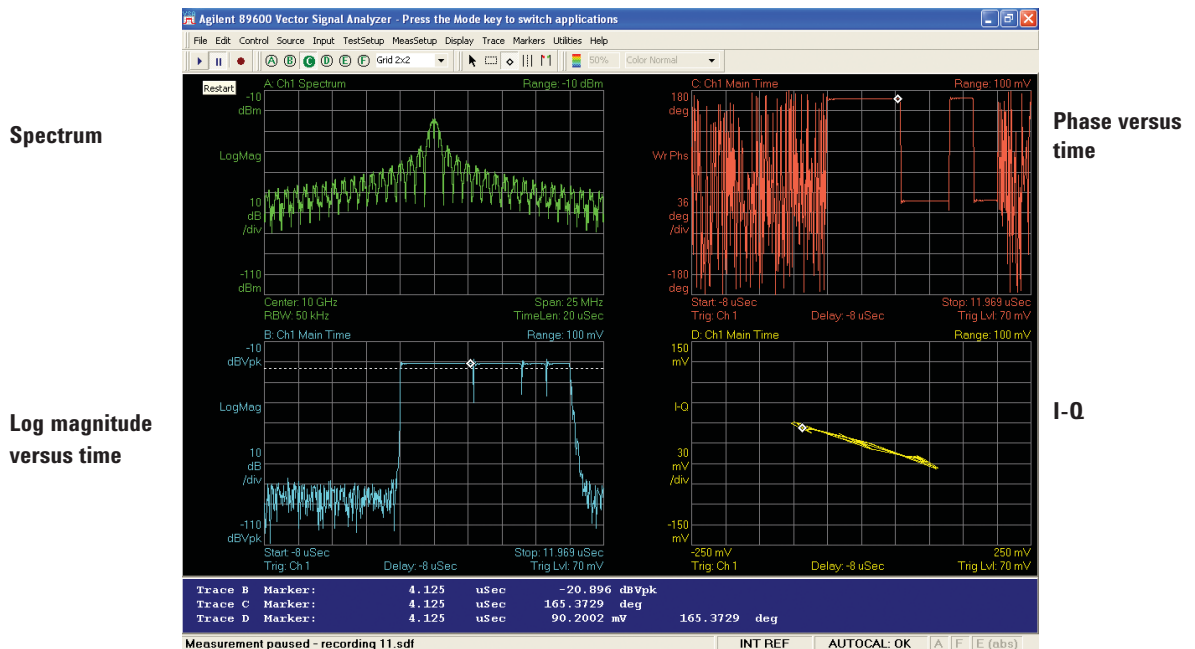 Agilent 89600 Vector Signal Analyzer - Press the Mode key to switch applications
File Edit Control Source Input TestSetup MeasSetup Display Trace Markers Utilities Help
A B C D E F Grid 2x2 50% Color Normal
Restart
Spectrum
A: Ch1 Spectrum Range: -10 dBm
-10
dBm
LogMag
10
dB
/div
-110
dBm
Center: 10 GHz Span: 25 MHz
RBW: 50 kHz TimeLen: 20 uSec
Phase versus
time
C: Ch1 Main Time Range: 100 mV
180
deg
Wr Phs
36
deg
/div
-180
deg
Start: -8 uSec Stop: 11.969 uSec
Trig: Ch 1 Delay: -8 uSec Trig Lvl: 70 mV
Log magnitude
versus time
B: Ch1 Main Time Range: 100 mV
-10
dBVpk
LogMag
10
dB
/div
-110
dBVpk
Start: -8 uSec Stop: 11.969 uSec
Trig: Ch 1 Delay: -8 uSec Trig Lvl: 70 mV
I-Q
D: Ch1 Main Time Range: 100 mV
150
mV
I-Q
30
mV
/div
-150
mV
-250 mV 250 mV
Trig: Ch 1 Delay: -8 uSec Trig Lvl: 70 mV
Trace B Marker: 4.125 uSec -20.896 dBVpk
Trace C Marker: 4.125 uSec 165.3729 deg
Trace D Marker: 4.125 uSec 90.2002 mV 165.3729 deg
Measurement paused - recording 11.sdf INT REF AUTOCAL: OK A F E (abs)